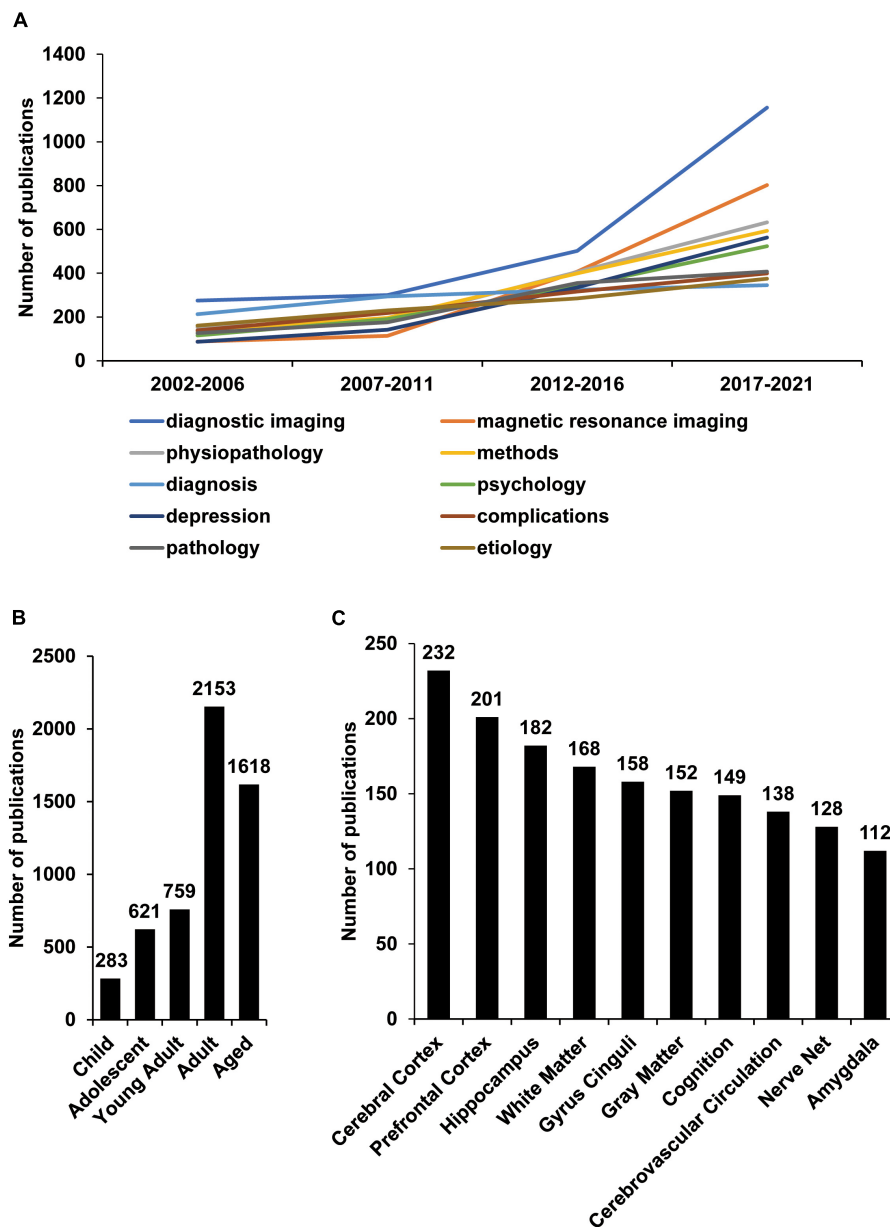 A
Number of publications
1400
1200
1000
800
600
400
200
0
2002-2006 2007-2011 2012-2016 2017-2021
diagnostic imaging magnetic resonance imaging
physiopathology methods
diagnosis psychology
depression complications
pathology etiology
B
Number of publications
2500
2000
1500
1000
500
0
283
621
759
2153
1618
Child
Adolescent
Young Adult
Adult
Aged
C
Number of publications
250
200
150
100
50
0
232
201
182
168
158
152
149
138
128
112
Cerebral Cortex
Prefrontal Cortex
Hippocampus
White Matter
Gyrus Cinguli
Gray Matter
Cognition
Cerebrovascular Circulation
Nerve Net
Amygdala